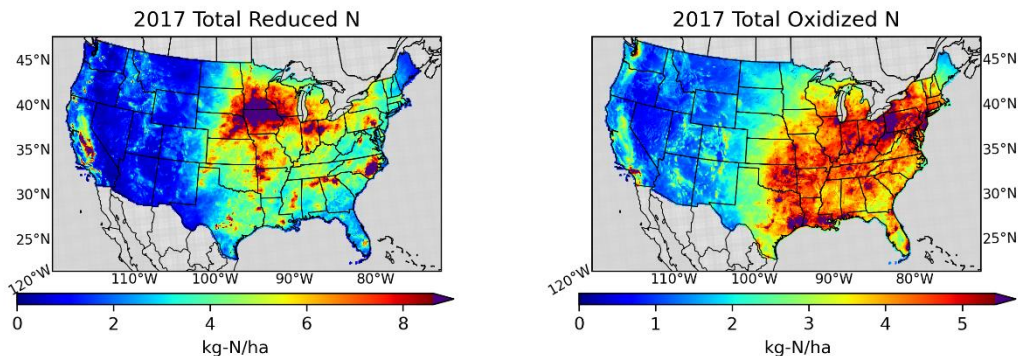 2017 Total Reduced N
2017 Total Oxidized N
45°N
40°N
35°N
30°N
25°N
120°W
110°W
100°W
90°W
80°W
45°N
40°N
35°N
30°N
25°N
120°W
110°W
100°W
90°W
80°W
0 2 4 6 8
kg-N/ha
0 1 2 3 4 5
kg-N/ha